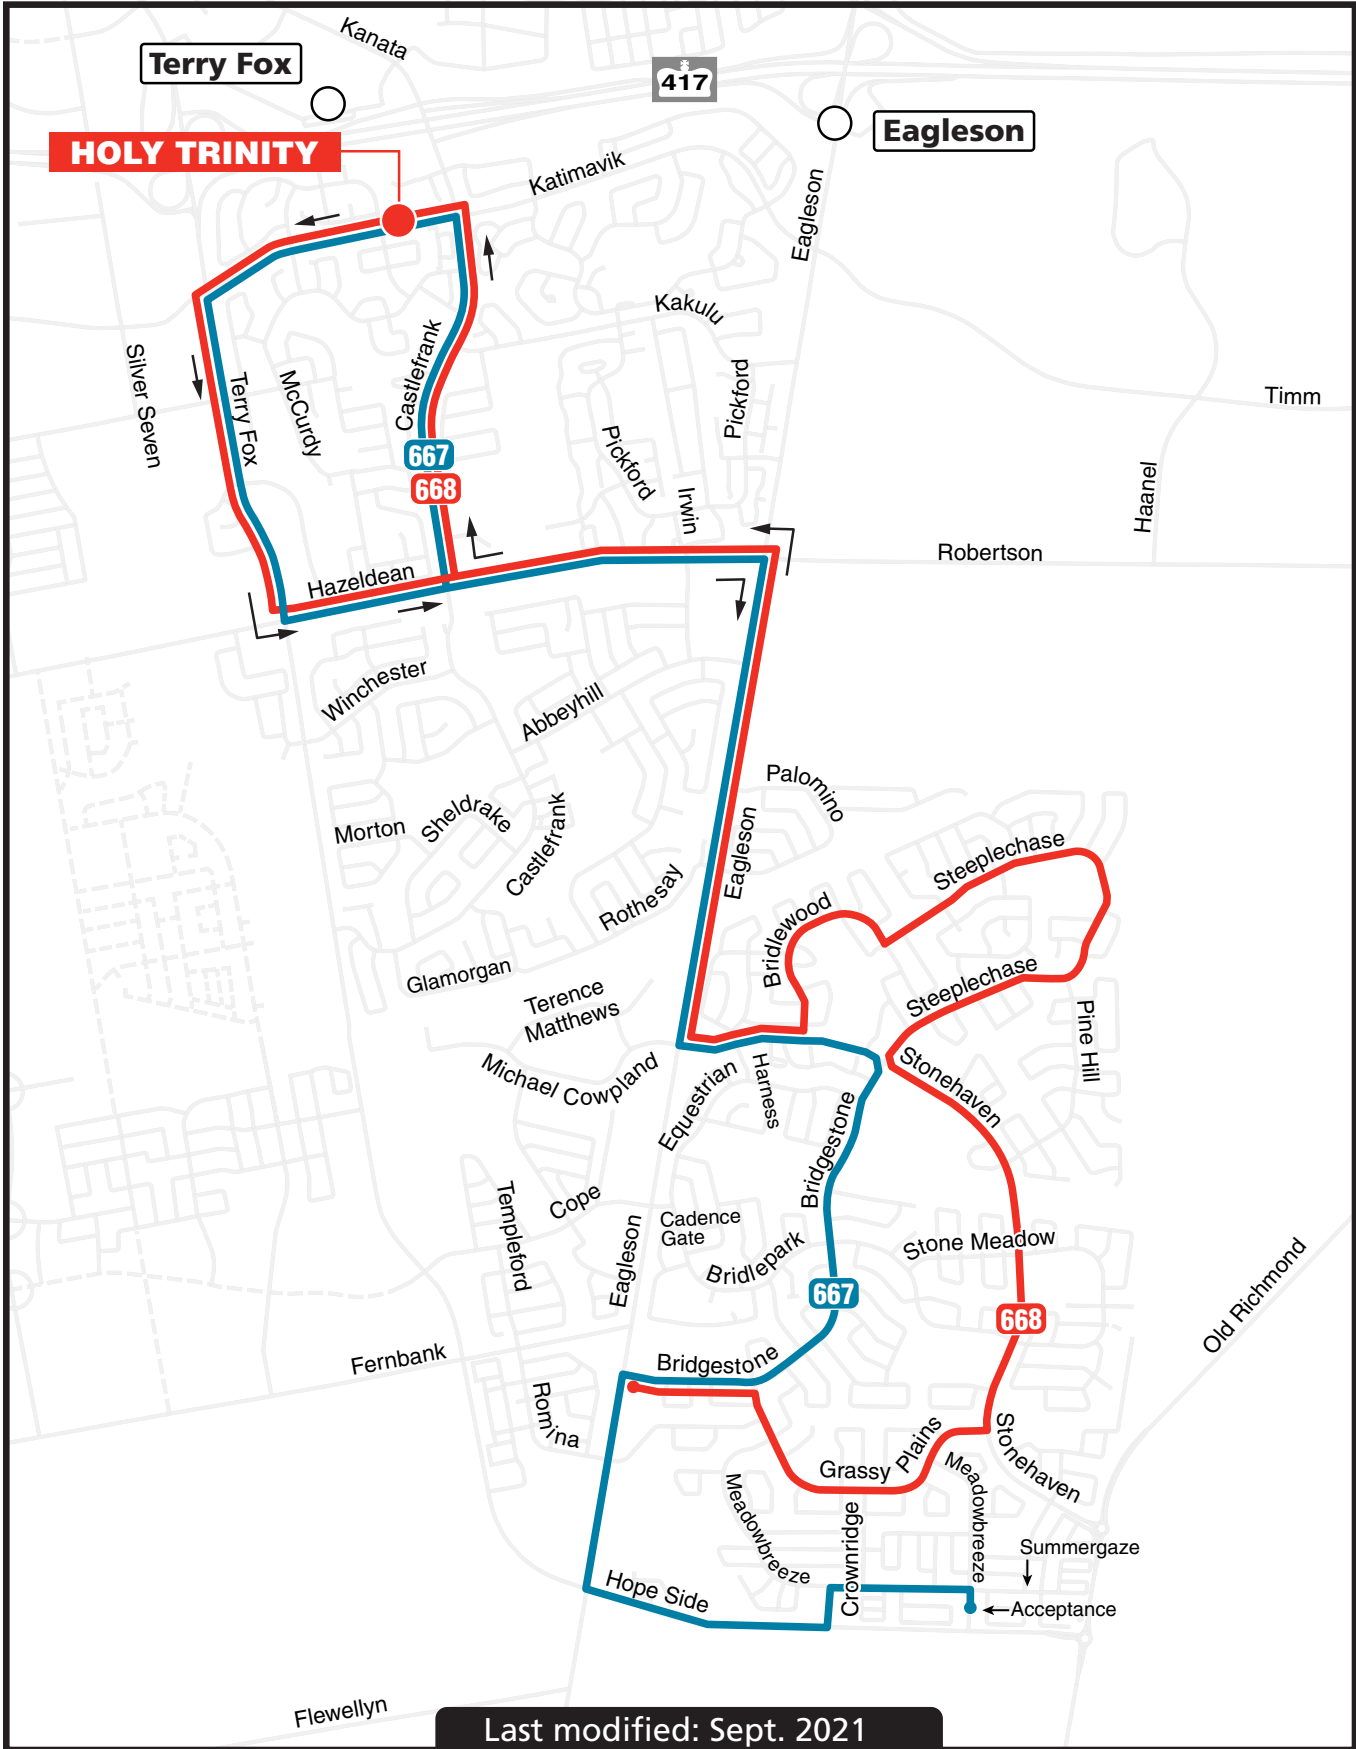 Kanata
Terry Fox
417
Eagleson
HOLY TRINITY
Katimavik
Eagleson
Kakulu
Silver Seven
Terry Fox
McCurdy
Castlefrank
Pickford
Pickford
Timm
667
668
Irwin
Haanel
Robertson
Hazeldean
Winchester
Abbeyhill
Palomino
Morton
Sheldrake
Castlefrank
Eagleson
Steeplechase
Rothesay
Bridlewood
Glamorgan
Steeplechase
Terence
Matthews
Pine Hill
Michael Cowpland
Equestrian
Harness
Stonehaven
Bridgestone
Templeford
Cope
Cadence
Gate
Eagleson
Bridlepark
Stone Meadow
667
668
Old Richmond
Fernbank
Bridgestone
Romina
Grassy Plains
Stonehaven
Meadowbreeze
Meadowbreeze
Crownridge
Summergaze
Hope Side
Acceptance
Flewellyn
Last modified: Sept. 2021